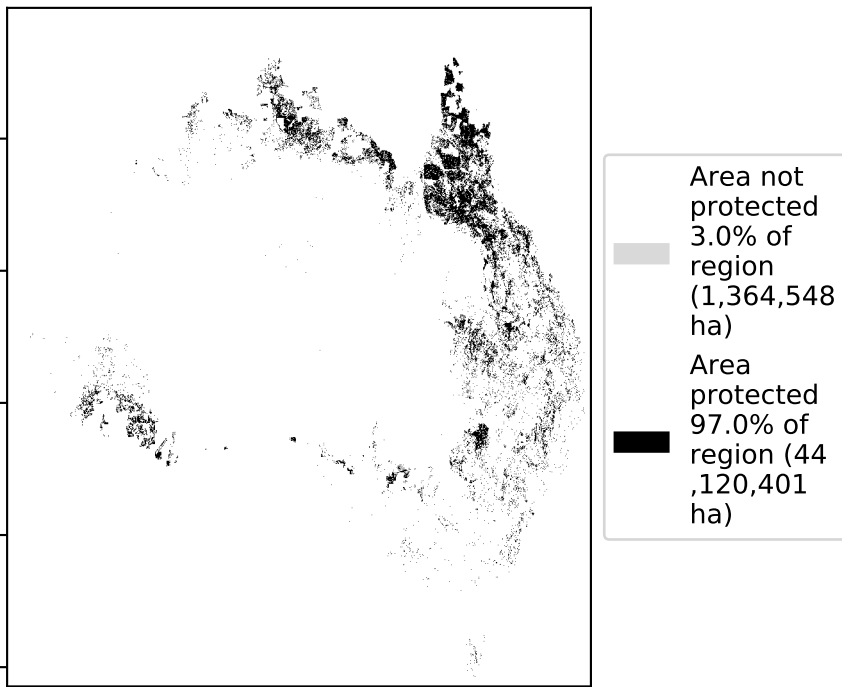 Area not
protected
3.0% of
region
(1,364,548
ha)
Area
protected
97.0% of
region (44
,120,401
ha)